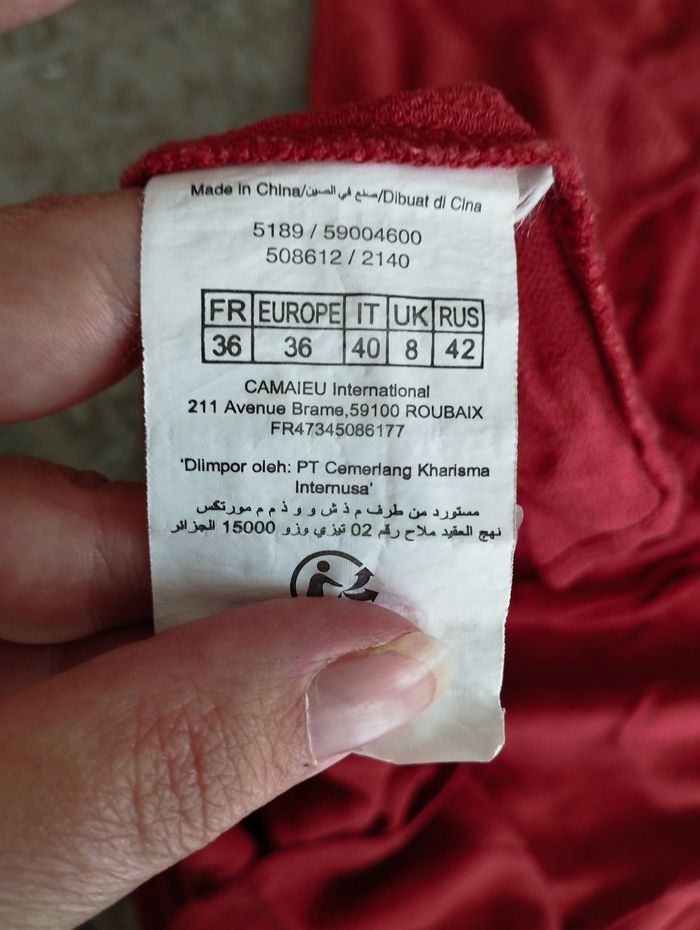 Made in China/صنع في الصين/Dibuat di Cina
5189 / 59004600
508612 / 2140
FR EUROPE IT UK RUS
36 36 40 8 42
CAMAIEU International
211 Avenue Brame,59100 ROUBAIX
FR47345086177
'Diimpor oleh: PT Cemerlang Kharisma
Internusa'
مستورد من طرف م ذ ش و و ذ م م مورتكس
نهج العقيد ملاح رقم 02 تيزي وزو 15000 الجزائر